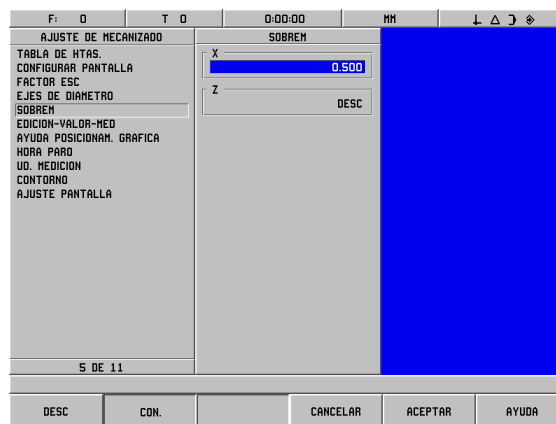 F: 0 T 0 0:00:00 MM
AJUSTE DE MECANIZADO
TABLA DE HTAS.
CONFIGURAR PANTALLA
FACTOR ESC
EJES DE DIAMETRO
SOBREM
EDICION-VALOR-MED
AYUDA POSICIONAM. GRAFICA
HORA PARO
UD. MEDICION
CONTORNO
AJUSTE PANTALLA
5 DE 11
SOBREM
X
0.500
Z
DESC
DESC CON. CANCELAR ACEPTAR AYUDA